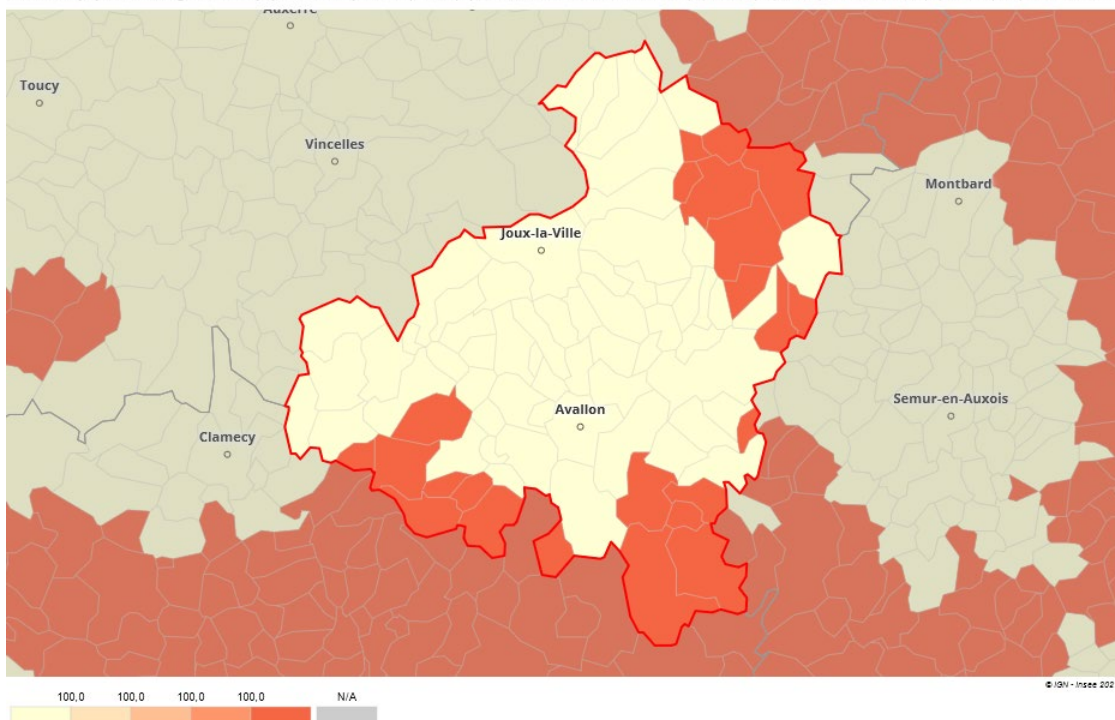 Auxerre
Toucy
Vincelles
Montbard
Joux-la-Ville
Avallon
Semur-en-Auxois
Clamecy
© IGN - Insee 202
100,0 100,0 100,0 100,0 N/A